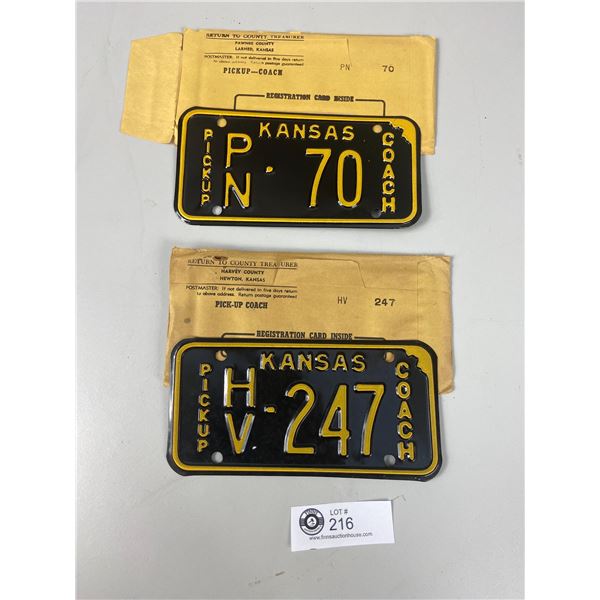 RETURN TO COUNTY TREASURER
PAWNEE COUNTY
LARNED, KANSAS
POSTMASTER: If not delivered in five days return
to above address. Return postage guaranteed
PICKUP—COACH
PN 70
REGISTRATION CARD INSIDE
KANSAS
PICKUP
PN · 70
COACH
RETURN TO COUNTY TREASURER
HARVEY COUNTY
NEWTON, KANSAS
POSTMASTER: If not delivered in five days return
to above address. Return postage guaranteed
PICK-UP COACH
HV 247
REGISTRATION CARD INSIDE
KANSAS
PICKUP
HV-247
COACH
LOT #
216
www.finnsauctionhouse.com